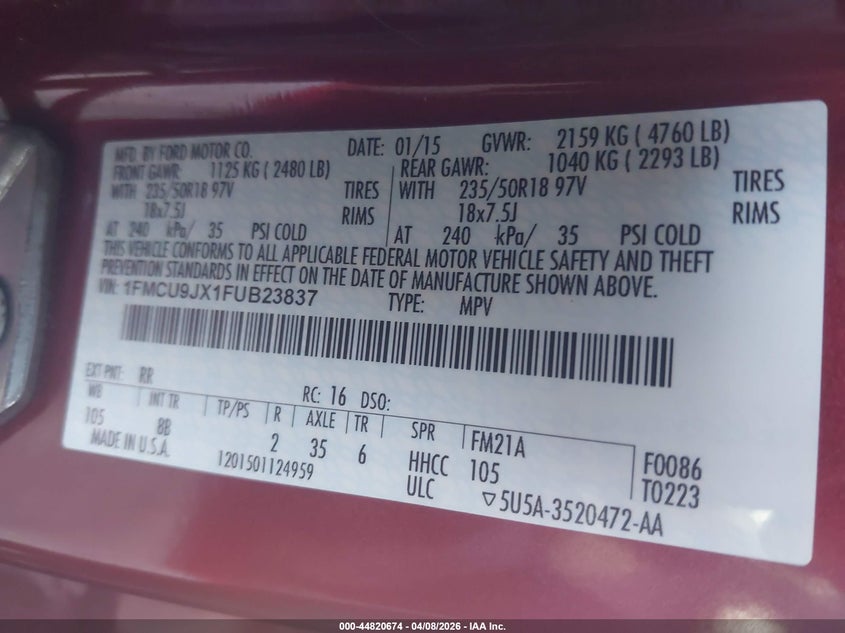 MFD. BY FORD MOTOR CO. DATE: 01/15 GVWR: 2159 KG ( 4760 LB)
FRONT GAWR: 1125 KG ( 2480 LB) REAR GAWR: 1040 KG ( 2293 LB)
WITH 235/50R18 97V TIRES WITH 235/50R18 97V TIRES
18x7.5J RIMS 18x7.5J RIMS
AT 240 kPa/ 35 PSI COLD AT 240 kPa/ 35 PSI COLD
THIS VEHICLE CONFORMS TO ALL APPLICABLE FEDERAL MOTOR VEHICLE SAFETY AND THEFT
PREVENTION STANDARDS IN EFFECT ON THE DATE OF MANUFACTURE SHOWN ABOVE.
VIN: 1FMCU9JX1FUB23837 TYPE: MPV
EXT PNT: RR RC: 16 DSO:
WB INT TR TP/PS R AXLE TR SPR FM21A F0086
105 8B 2 35 6 HHCC 105 T0223
MADE IN U.S.A. 1201501124959 ULC ▽5U5A-3520472-AA
000-44820674 | 04/08/2026 - IAA Inc.